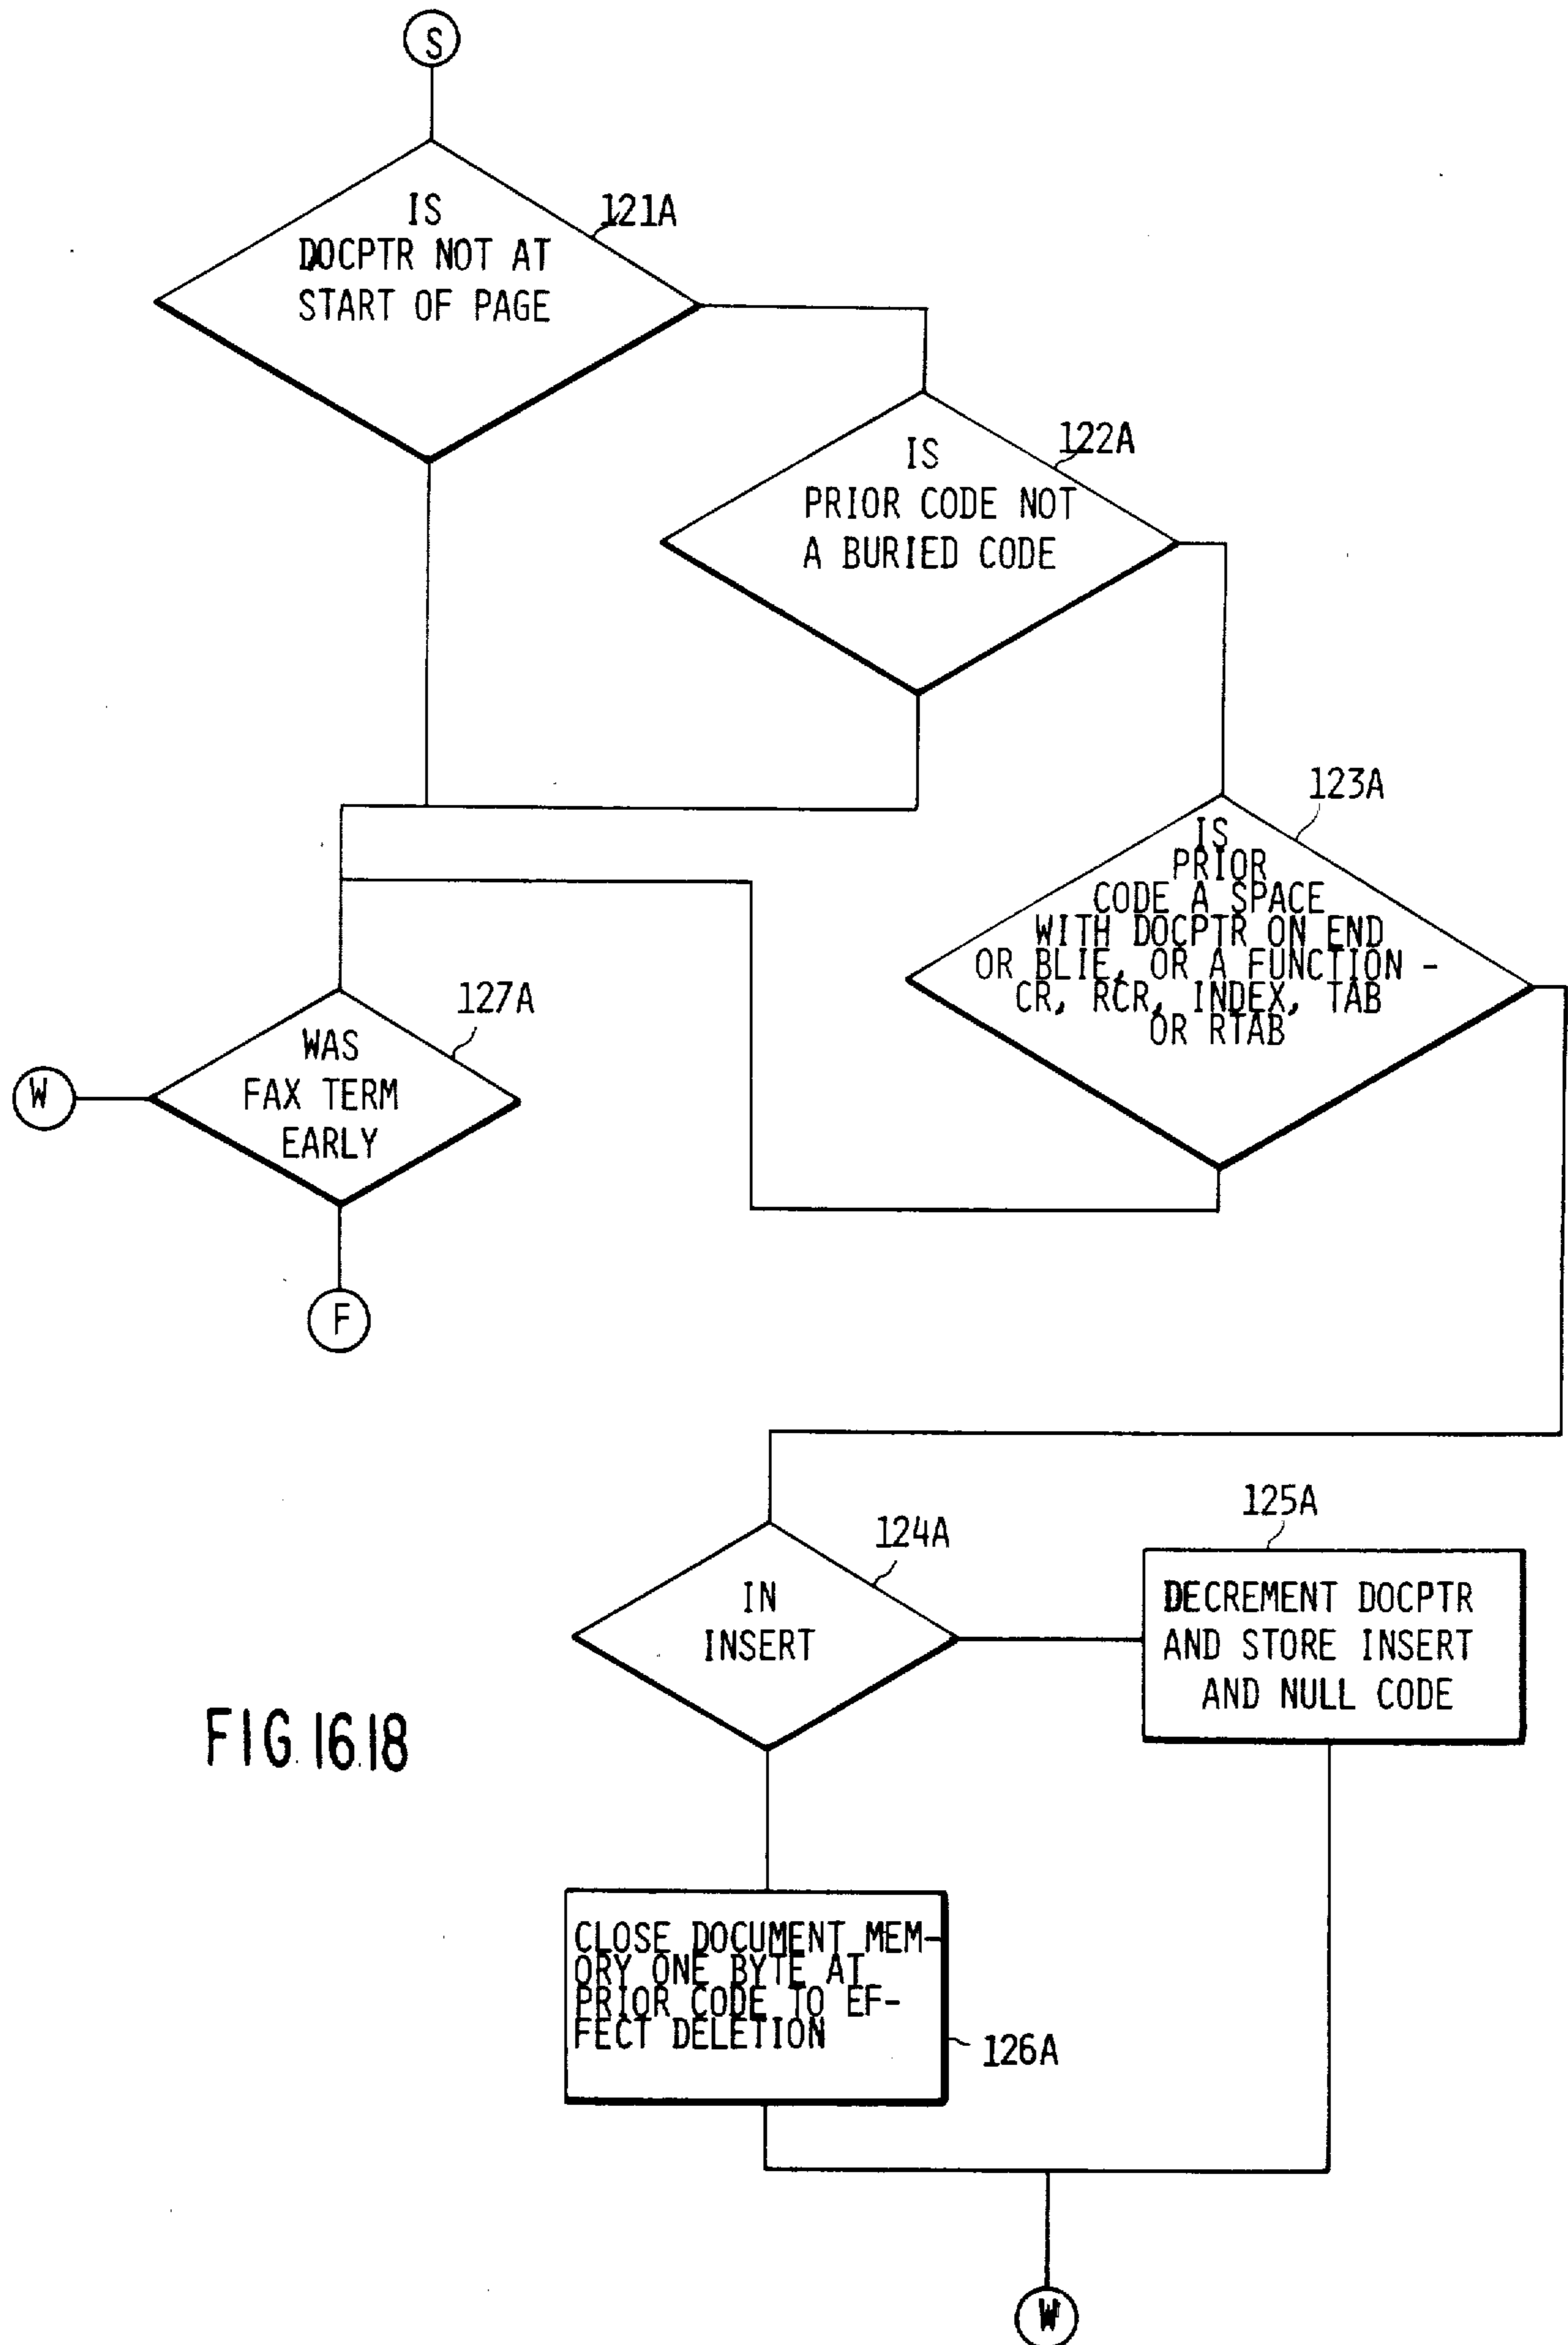 S
IS
DOCPTR NOT AT
START OF PAGE
121A
IS
PRIOR CODE NOT
A BURIED CODE
122A
IS
PRIOR
CODE A SPACE
WITH DOCPTR ON END
OR BLIE, OR A FUNCTION -
CR, RCR, INDEX, TAB
OR RTAB
123A
WAS
FAX TERM
EARLY
127A
W
F
IN
INSERT
124A
125A
DECREMENT DOCPTR
AND STORE INSERT
AND NULL CODE
FIG. 16.18
CLOSE DOCUMENT MEM-
ORY ONE BYTE AT
PRIOR CODE TO EF-
FECT DELETION
126A
W